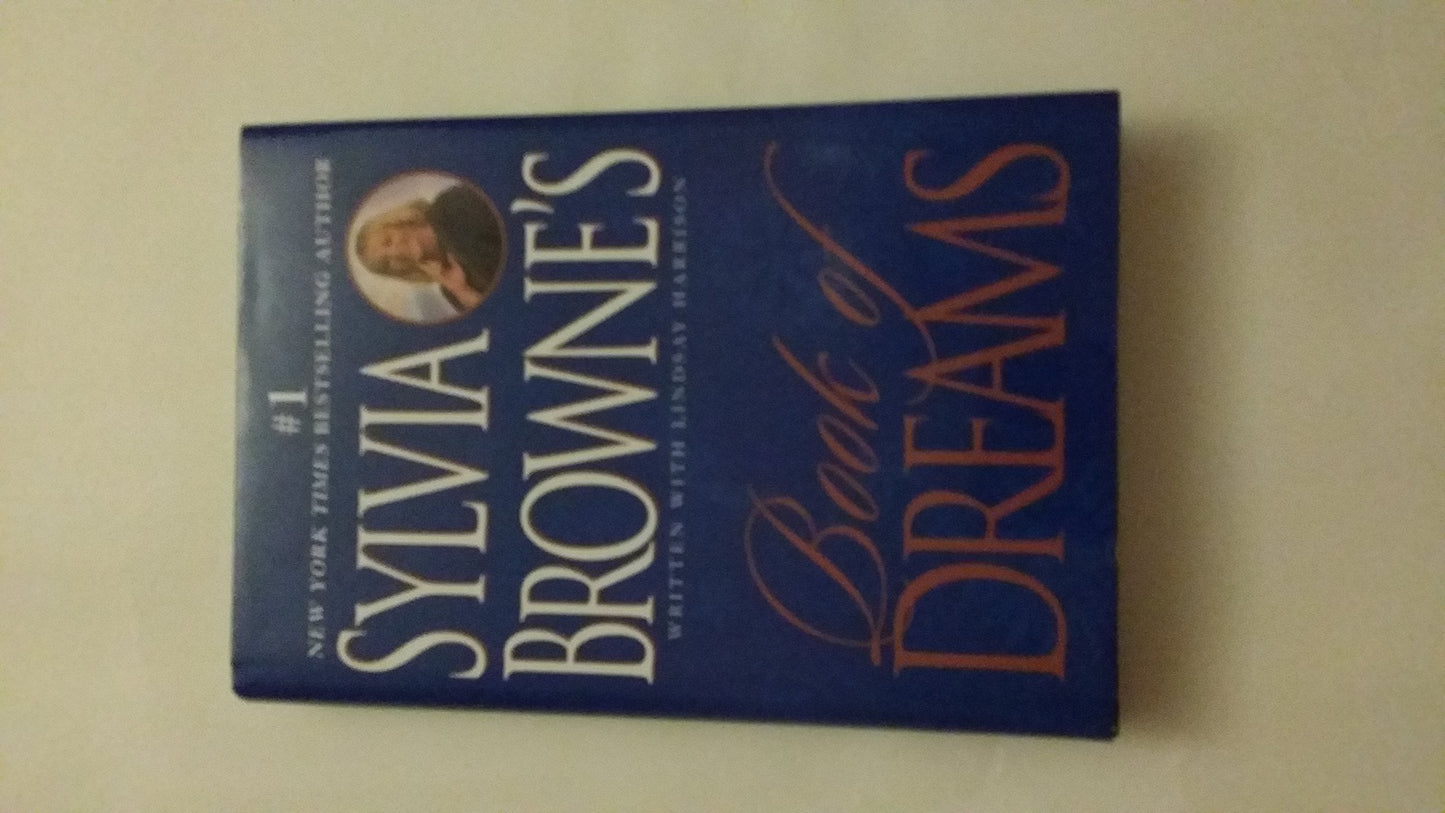 #1
NEW YORK TIMES BESTSELLING AUTHOR
SYLVIA
BROWNE'S
WRITTEN WITH LINDSAY HARRISON
Book of
DREAMS